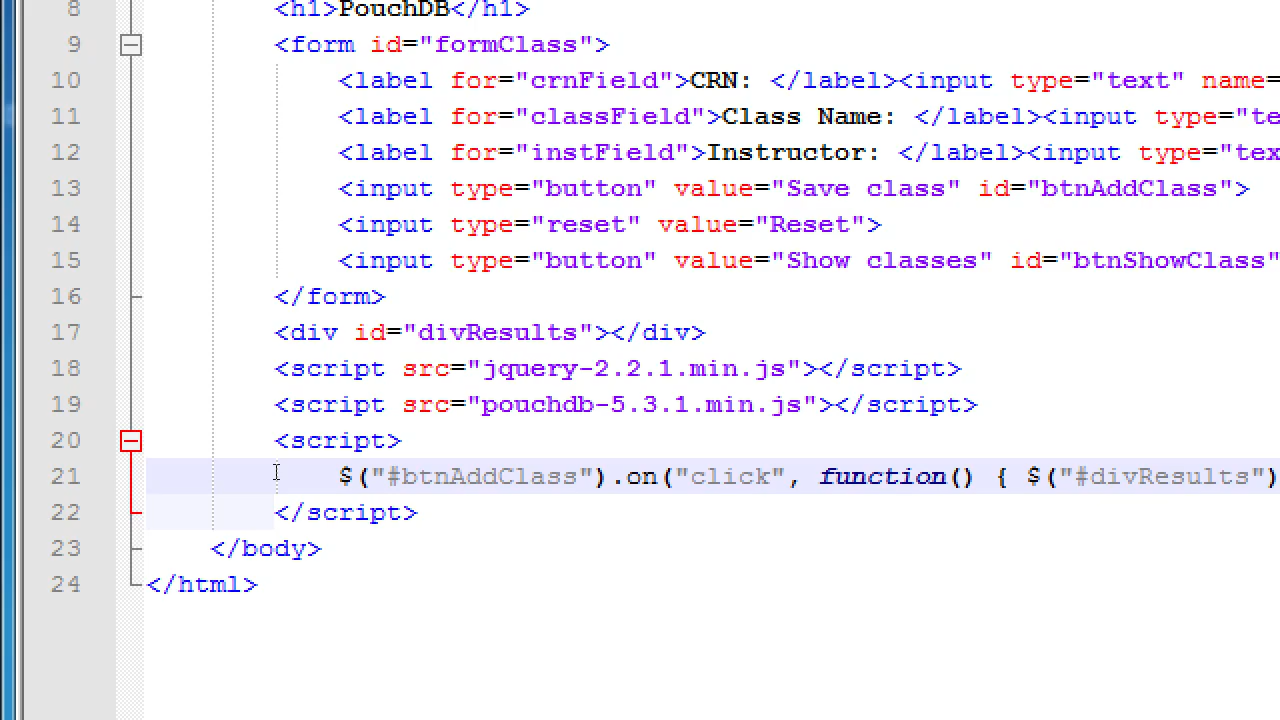 8 <h1>PouchDB</h1>
9 <form id="formClass">
10 <label for="crnField">CRN: </label><input type="text" name=
11 <label for="classField">Class Name: </label><input type="te
12 <label for="instField">Instructor: </label><input type="tex
13 <input type="button" value="Save class" id="btnAddClass">
14 <input type="reset" value="Reset">
15 <input type="button" value="Show classes" id="btnShowClass"
16 </form>
17 <div id="divResults"></div>
18 <script src="jquery-2.2.1.min.js"></script>
19 <script src="pouchdb-5.3.1.min.js"></script>
20 <script>
21 $("#btnAddClass").on("click", function() { $("#divResults")
22 </script>
23 </body>
24 </html>